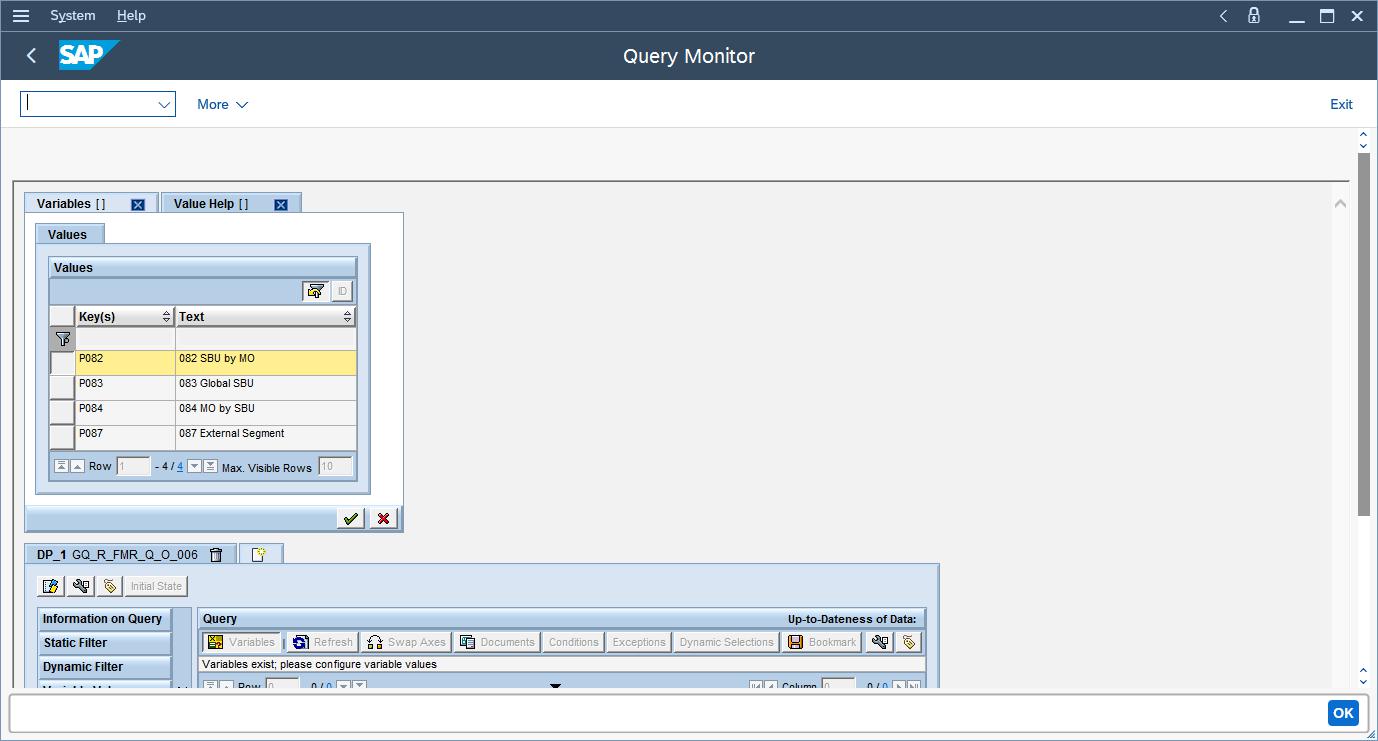 System Help
SAP Query Monitor
More Exit
Variables [ ] Value Help [ ]
Values
Values
ID
Key(s) Text
P082 082 SBU by MO
P083 083 Global SBU
P084 084 MO by SBU
P087 087 External Segment
Row 1 - 4 / 4 Max. Visible Rows 10
DP_1 GQ_R_FMR_Q_O_006
Initial State
Information on Query
Static Filter
Dynamic Filter
Query Up-to-Dateness of Data:
Variables Refresh Swap Axes Documents Conditions Exceptions Dynamic Selections Bookmark
Variables exist; please configure variable values
Row 0 0 / 0 Column 0 0 / 0
OK